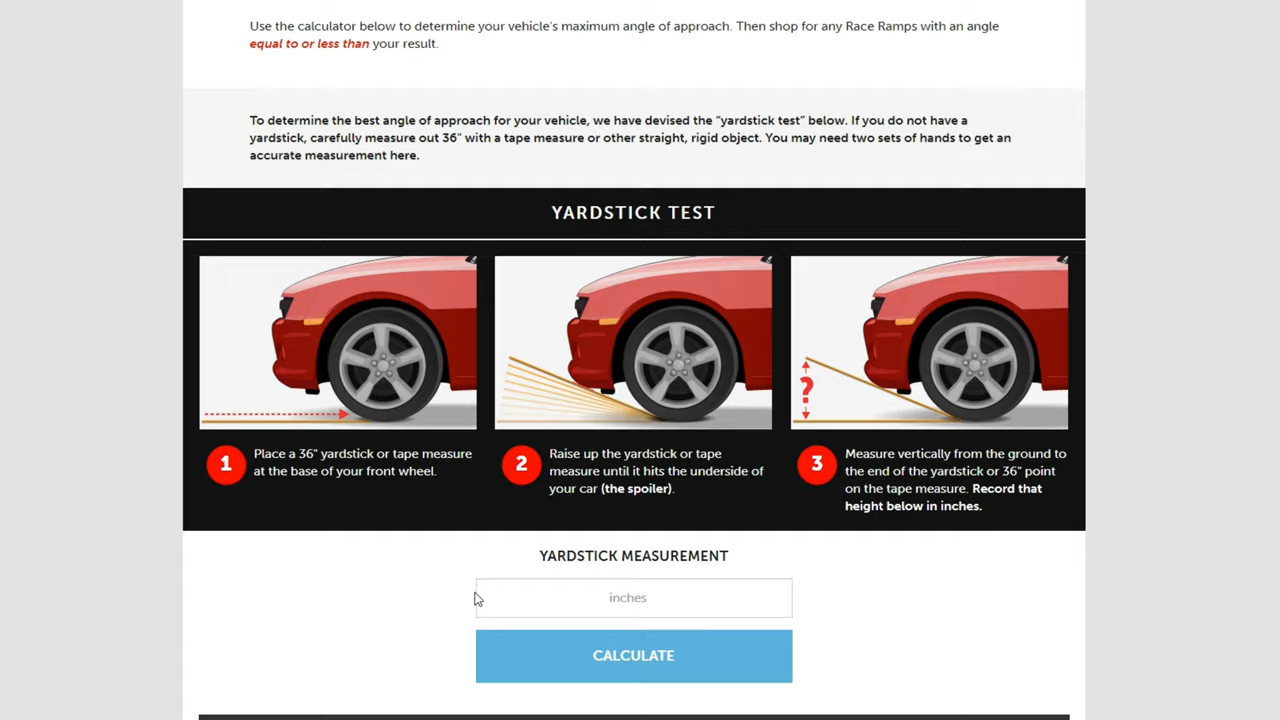 Use the calculator below to determine your vehicle's maximum angle of approach. Then shop for any Race Ramps with an angle
equal to or less than your result.
To determine the best angle of approach for your vehicle, we have devised the “yardstick test” below. If you do not have a
yardstick, carefully measure out 36" with a tape measure or other straight, rigid object. You may need two sets of hands to get an
accurate measurement here.
YARDSTICK TEST
?
1
Place a 36" yardstick or tape measure
at the base of your front wheel.
2
Raise up the yardstick or tape
measure until it hits the underside of
your car (the spoiler).
3
Measure vertically from the ground to
the end of the yardstick or 36" point
on the tape measure. Record that
height below in inches.
YARDSTICK MEASUREMENT
inches
CALCULATE